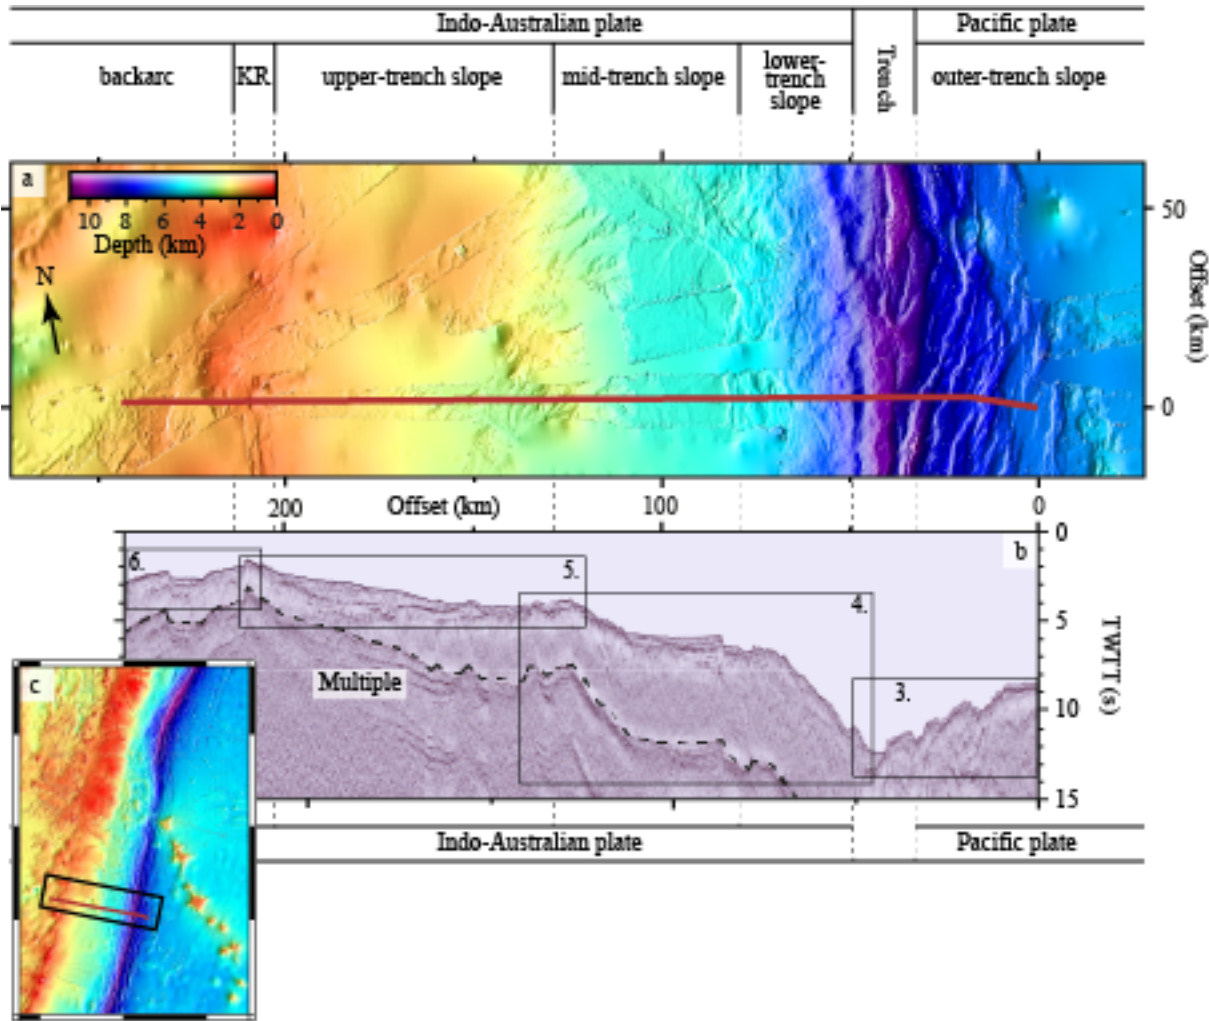 Indo-Australian plate
Pacific plate
backarc
KR
upper-trench slope
mid-trench slope
lower-
trench
slope
Trench
outer-trench slope
a
10 8 6 4 2 0
Depth (km)
N
50
0
Offset (km)
200
Offset (km)
100
0
b
0
5
10
15
TWTT (s)
6.
5.
4.
3.
Multiple
c
Indo-Australian plate
Pacific plate